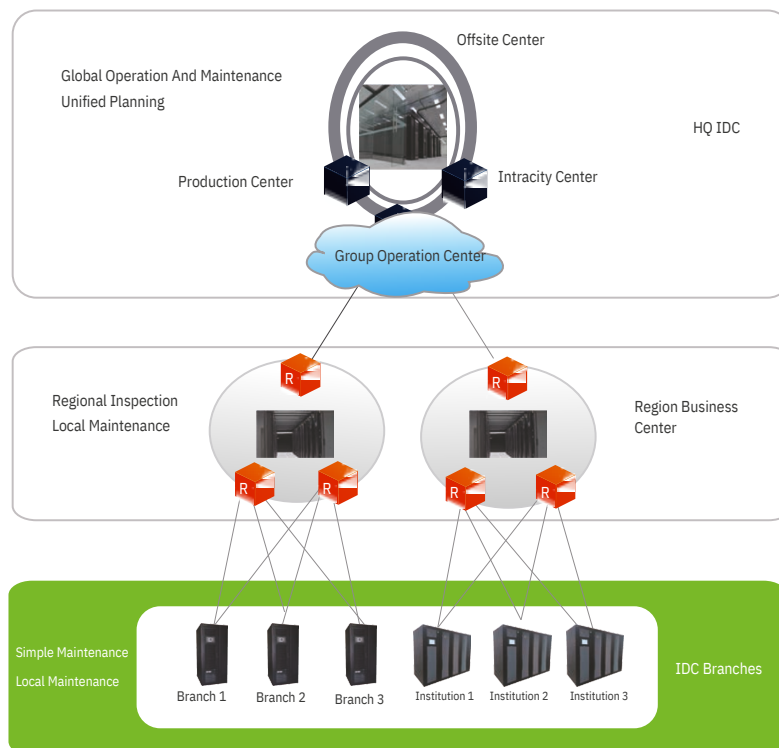 Offsite Center
Global Operation And Maintenance
Unified Planning
HQ IDC
Production Center
Intracity Center
Group Operation Center
R
R
Regional Inspection
Local Maintenance
Region Business
Center
R
R
R
R
Simple Maintenance
Local Maintenance
IDC Branches
Branch 1
Branch 2
Branch 3
Institution 1
Institution 2
Institution 3